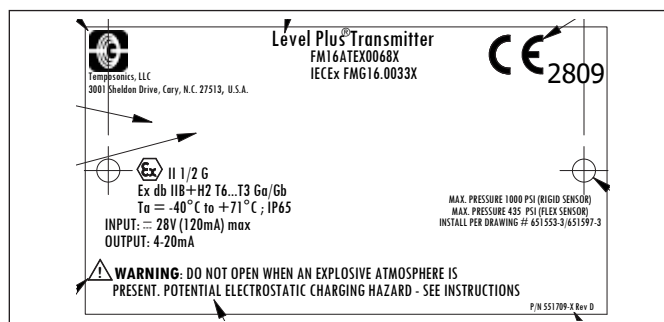 Level Plus® Transmitter
FM16ATEX0068X
IECEx FMG16.0033X
CE 2809
Temposonics, LLC
3001 Sheldon Drive, Cary, N.C. 27513, U.S.A.
Ex II 1/2 G
Ex db IIB+H2 T6...T3 Ga/Gb
Ta = -40°C to +71°C ; IP65
INPUT: ⎓ 28V (120mA) max
OUTPUT: 4-20mA
MAX. PRESSURE 1000 PSI (RIGID SENSOR)
MAX. PRESSURE 435 PSI (FLEX SENSOR)
INSTALL PER DRAWING # 651553-3/651597-3
WARNING: DO NOT OPEN WHEN AN EXPLOSIVE ATMOSPHERE IS
PRESENT. POTENTIAL ELECTROSTATIC CHARGING HAZARD - SEE INSTRUCTIONS
P/N 551709-X Rev D